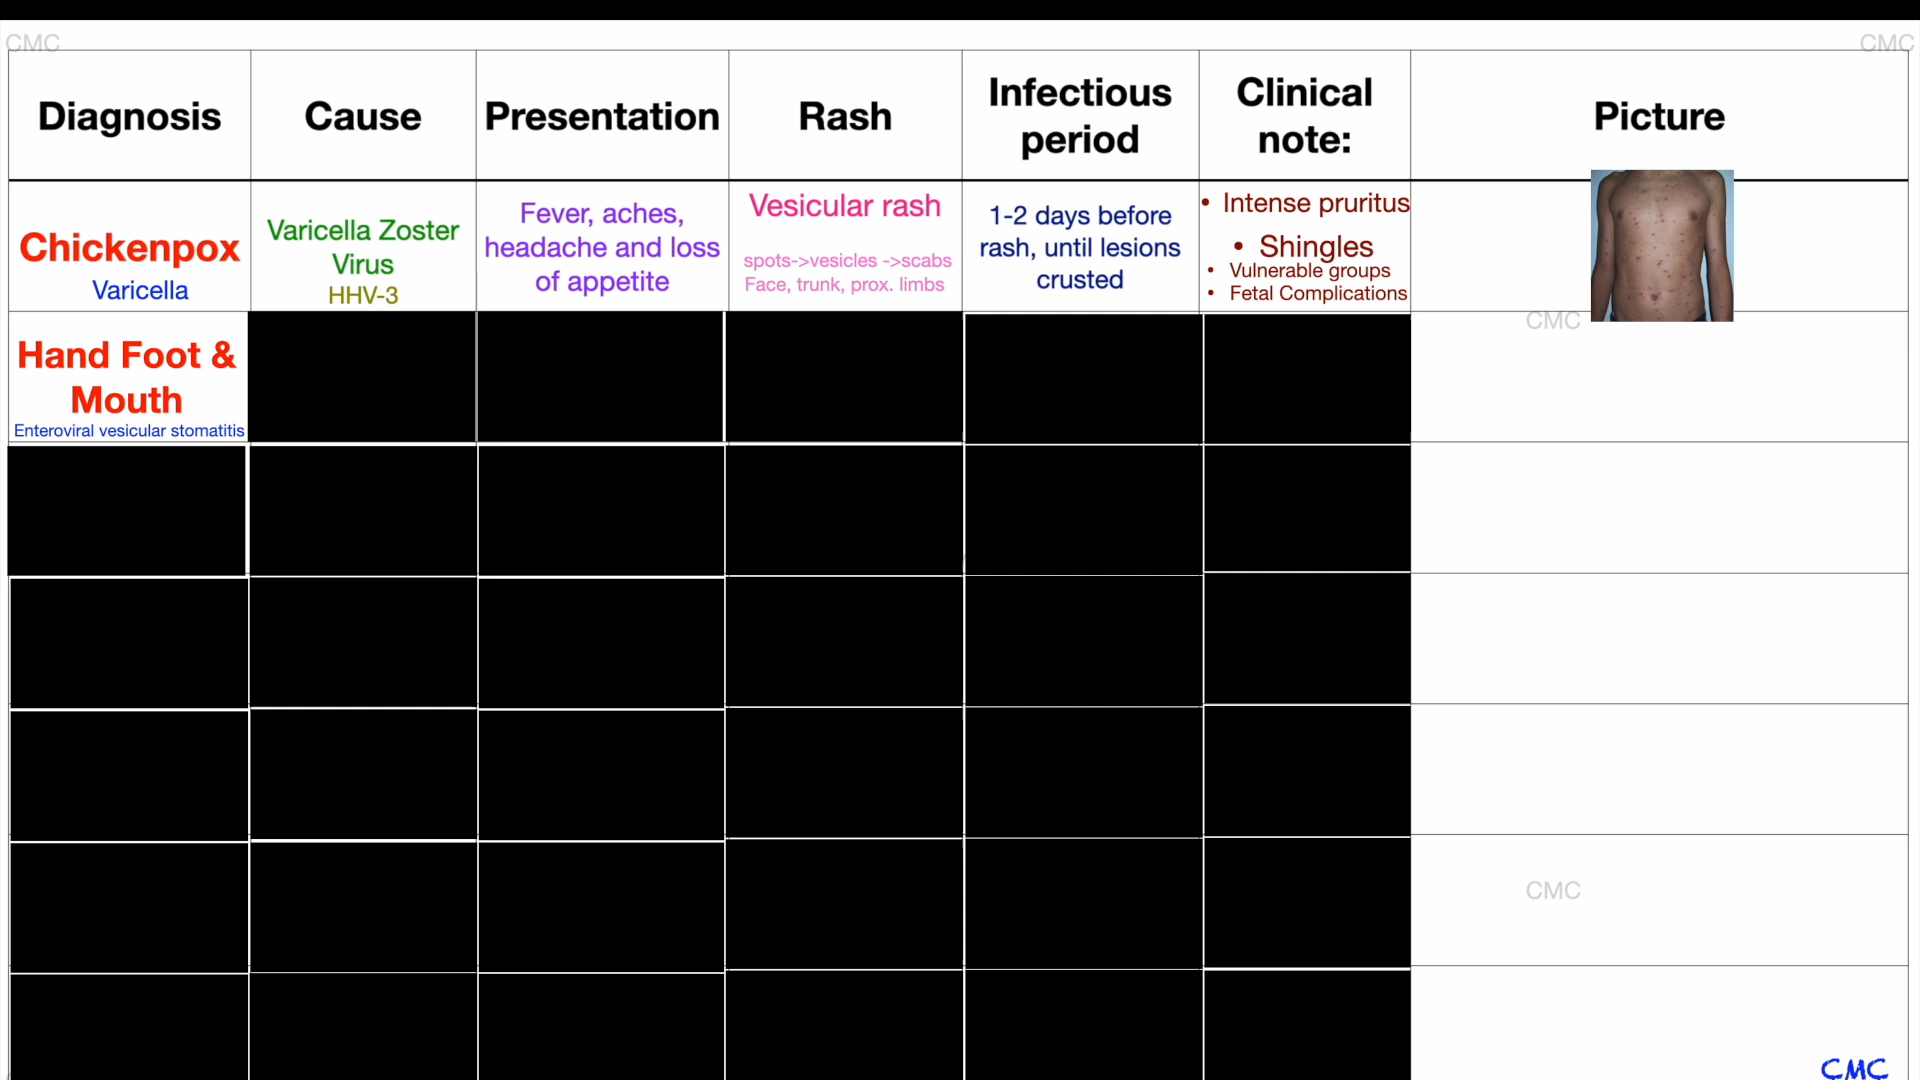 CMC
CMC
Diagnosis
Cause
Presentation
Rash
Infectious
period
Clinical
note:
Picture
Chickenpox
Varicella
Varicella Zoster
Virus
HHV-3
Fever, aches,
headache and loss
of appetite
Vesicular rash
spots->vesicles ->scabs
Face, trunk, prox. limbs
1-2 days before
rash, until lesions
crusted
• Intense pruritus
• Shingles
• Vulnerable groups
• Fetal Complications
CMC
Hand Foot &
Mouth
Enteroviral vesicular stomatitis
CMC
CMC